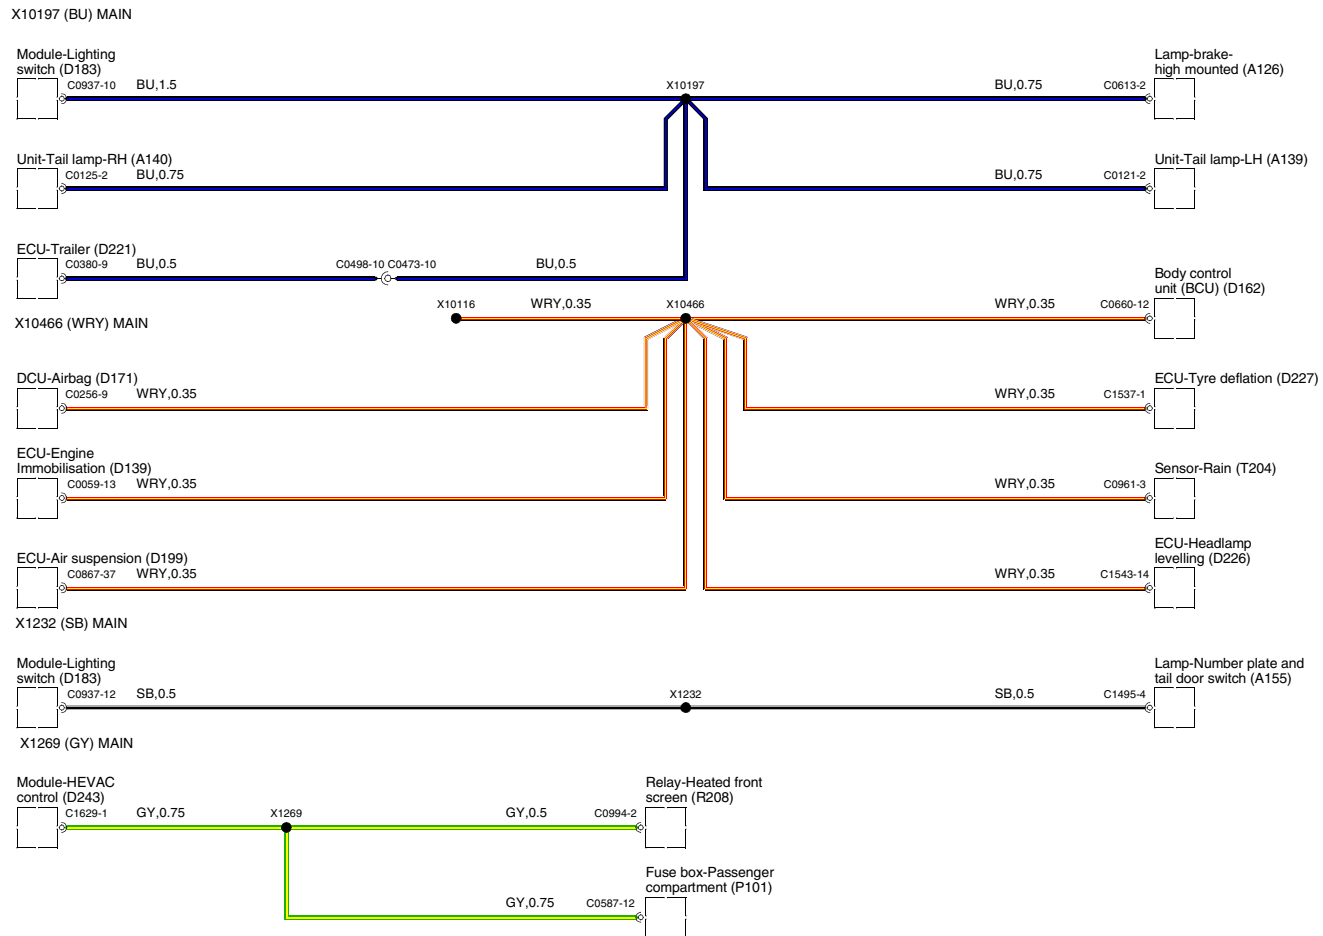 X10197 (BU) MAIN
Module-Lighting
switch (D183)
C0937-10 BU,1.5 X10197 BU,0.75 C0613-2
Lamp-brake-
high mounted (A126)
Unit-Tail lamp-RH (A140)
C0125-2 BU,0.75
Unit-Tail lamp-LH (A139)
BU,0.75 C0121-2
ECU-Trailer (D221)
C0380-9 BU,0.5 C0498-10 C0473-10 BU,0.5
X10466 (WRY) MAIN
X10116 WRY,0.35 X10466 WRY,0.35 C0660-12
Body control
unit (BCU) (D162)
DCU-Airbag (D171)
C0256-9 WRY,0.35
ECU-Tyre deflation (D227)
WRY,0.35 C1537-1
ECU-Engine
Immobilisation (D139)
C0059-13 WRY,0.35
Sensor-Rain (T204)
WRY,0.35 C0961-3
ECU-Air suspension (D199)
C0867-37 WRY,0.35
ECU-Headlamp
levelling (D226)
WRY,0.35 C1543-14
X1232 (SB) MAIN
Module-Lighting
switch (D183)
C0937-12 SB,0.5 X1232 SB,0.5 C1495-4
Lamp-Number plate and
tail door switch (A155)
X1269 (GY) MAIN
Module-HEVAC
control (D243)
C1629-1 GY,0.75 X1269 GY,0.5 C0994-2
Relay-Heated front
screen (R208)
Fuse box-Passenger
compartment (P101)
GY,0.75 C0587-12